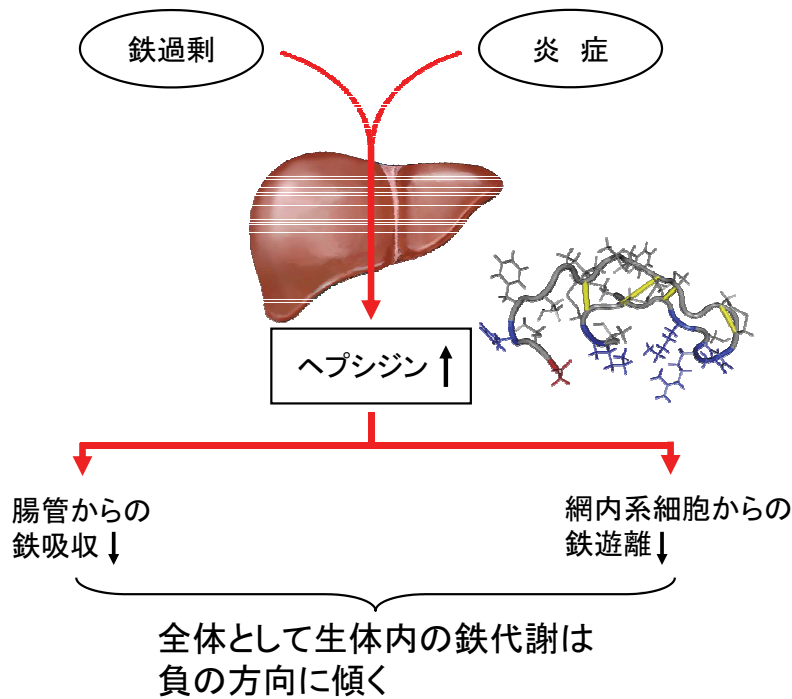 鉄過剰
炎 症
ヘプシジン↑
腸管からの
鉄吸収↓
網内系細胞からの
鉄遊離↓
全体として生体内の鉄代謝は
負の方向に傾く